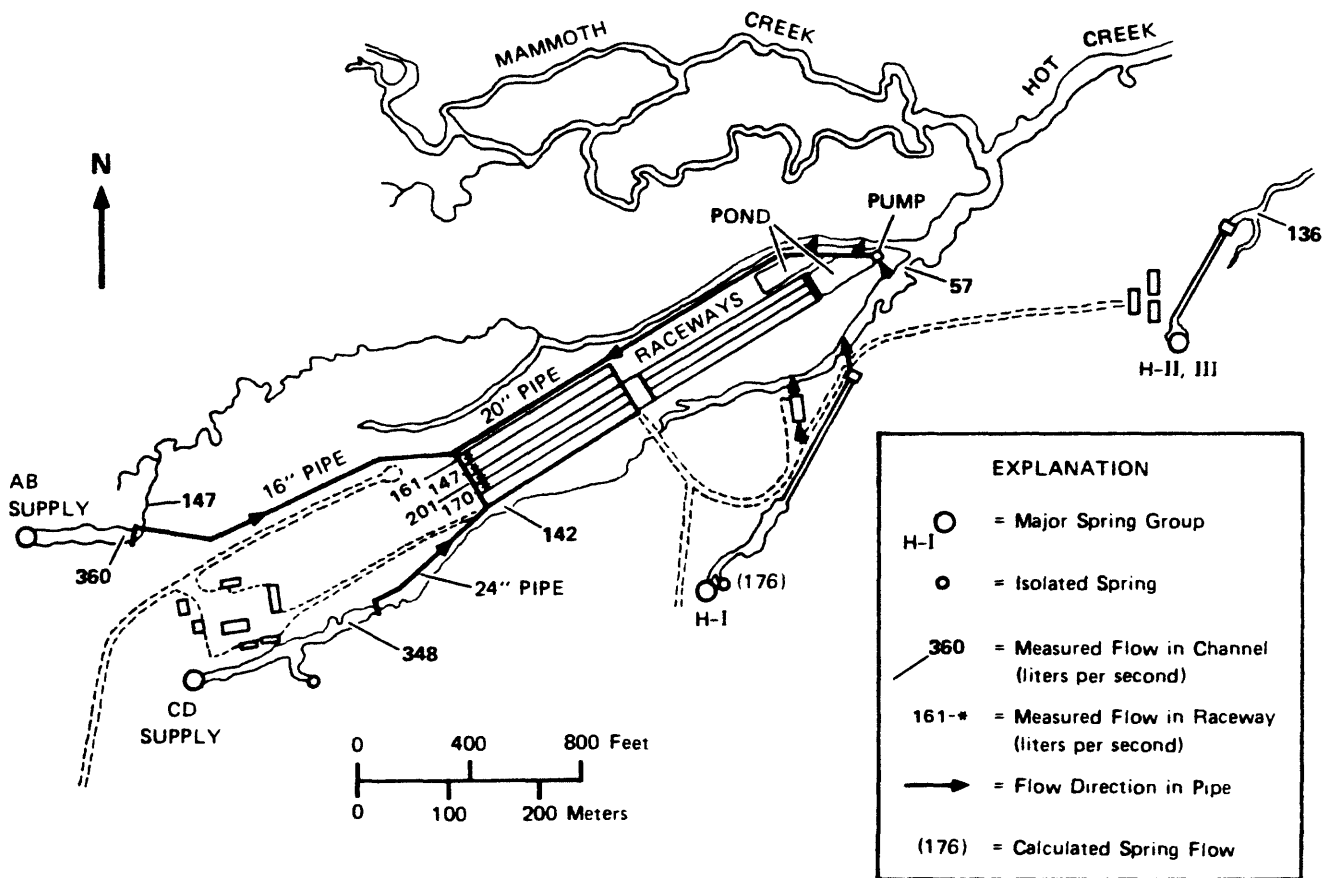 MAMMOTH
CREEK
HOT
CREEK
N
POND
PUMP
136
57
RACEWAYS
H-II, III
20" PIPE
16" PIPE
AB
SUPPLY
147
161
147
201
170
142
360
24" PIPE
(176)
H-I
348
CD
SUPPLY
0 400 800 Feet
0 100 200 Meters
EXPLANATION
H-I = Major Spring Group
= Isolated Spring
360 = Measured Flow in Channel
(liters per second)
161-* = Measured Flow in Raceway
(liters per second)
= Flow Direction in Pipe
(176) = Calculated Spring Flow